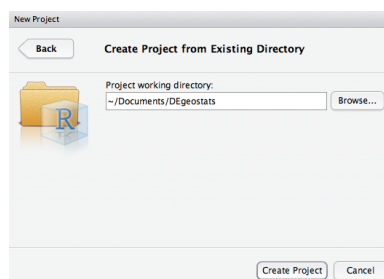 New Project
Back
Create Project from Existing Directory
Project working directory:
~/Documents/DEgeostats
Browse...
R
Create Project
Cancel